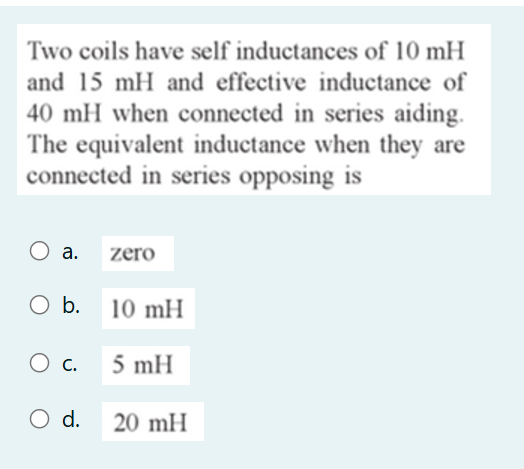 Two coils have self inductances of 10 mH
and 15 mH and effective inductance of
40 mH when connected in series aiding.
The equivalent inductance when they are
connected in series opposing is
a. zero
b. 10 mH
c. 5 mH
d. 20 mH